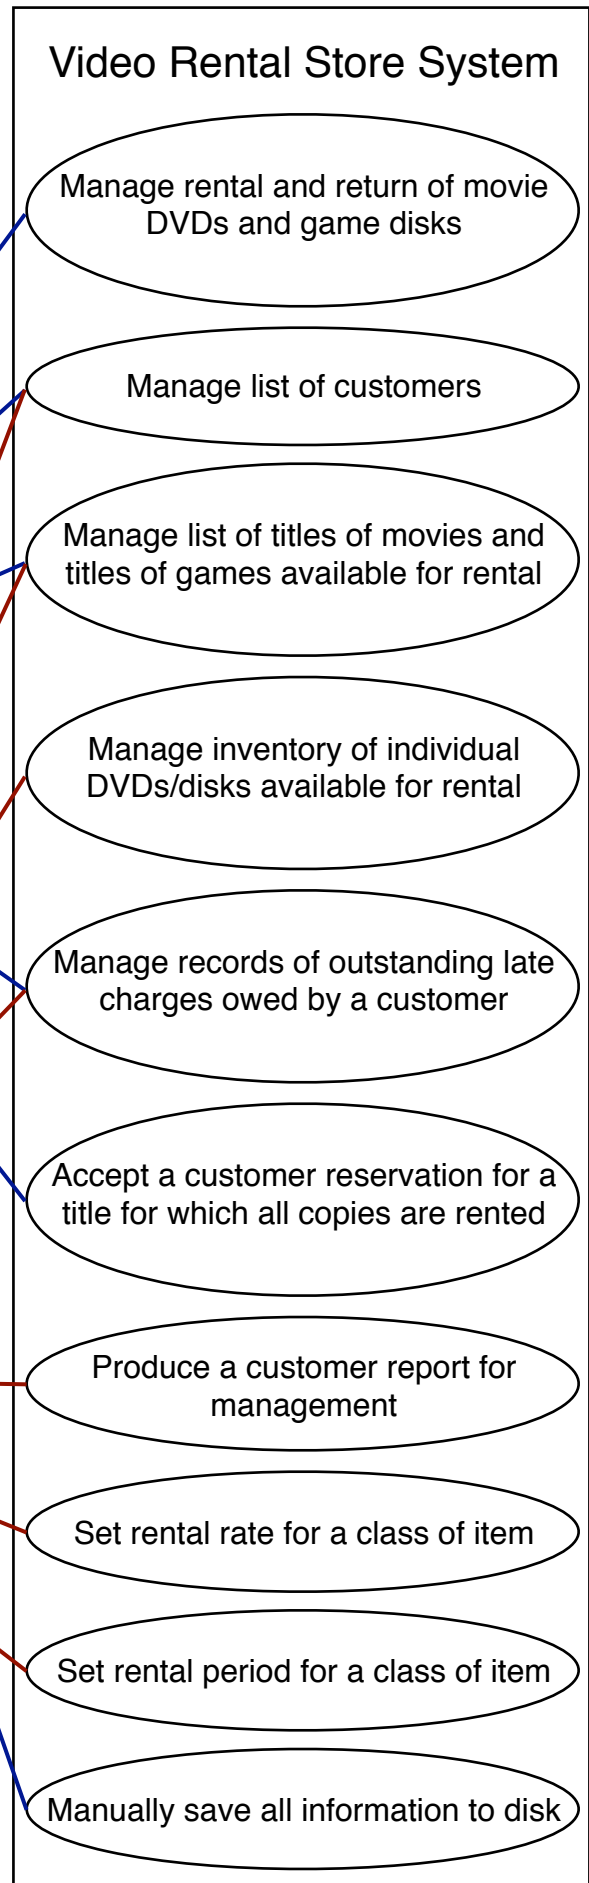 Video Rental Store System
Manage rental and return of movie
DVDs and game disks
Manage list of customers
Manage list of titles of movies and
titles of games available for rental
Manage inventory of individual
DVDs/disks available for rental
Manage records of outstanding late
charges owed by a customer
Accept a customer reservation for a
title for which all copies are rented
Produce a customer report for
management
Set rental rate for a class of item
Set rental period for a class of item
Manually save all information to disk